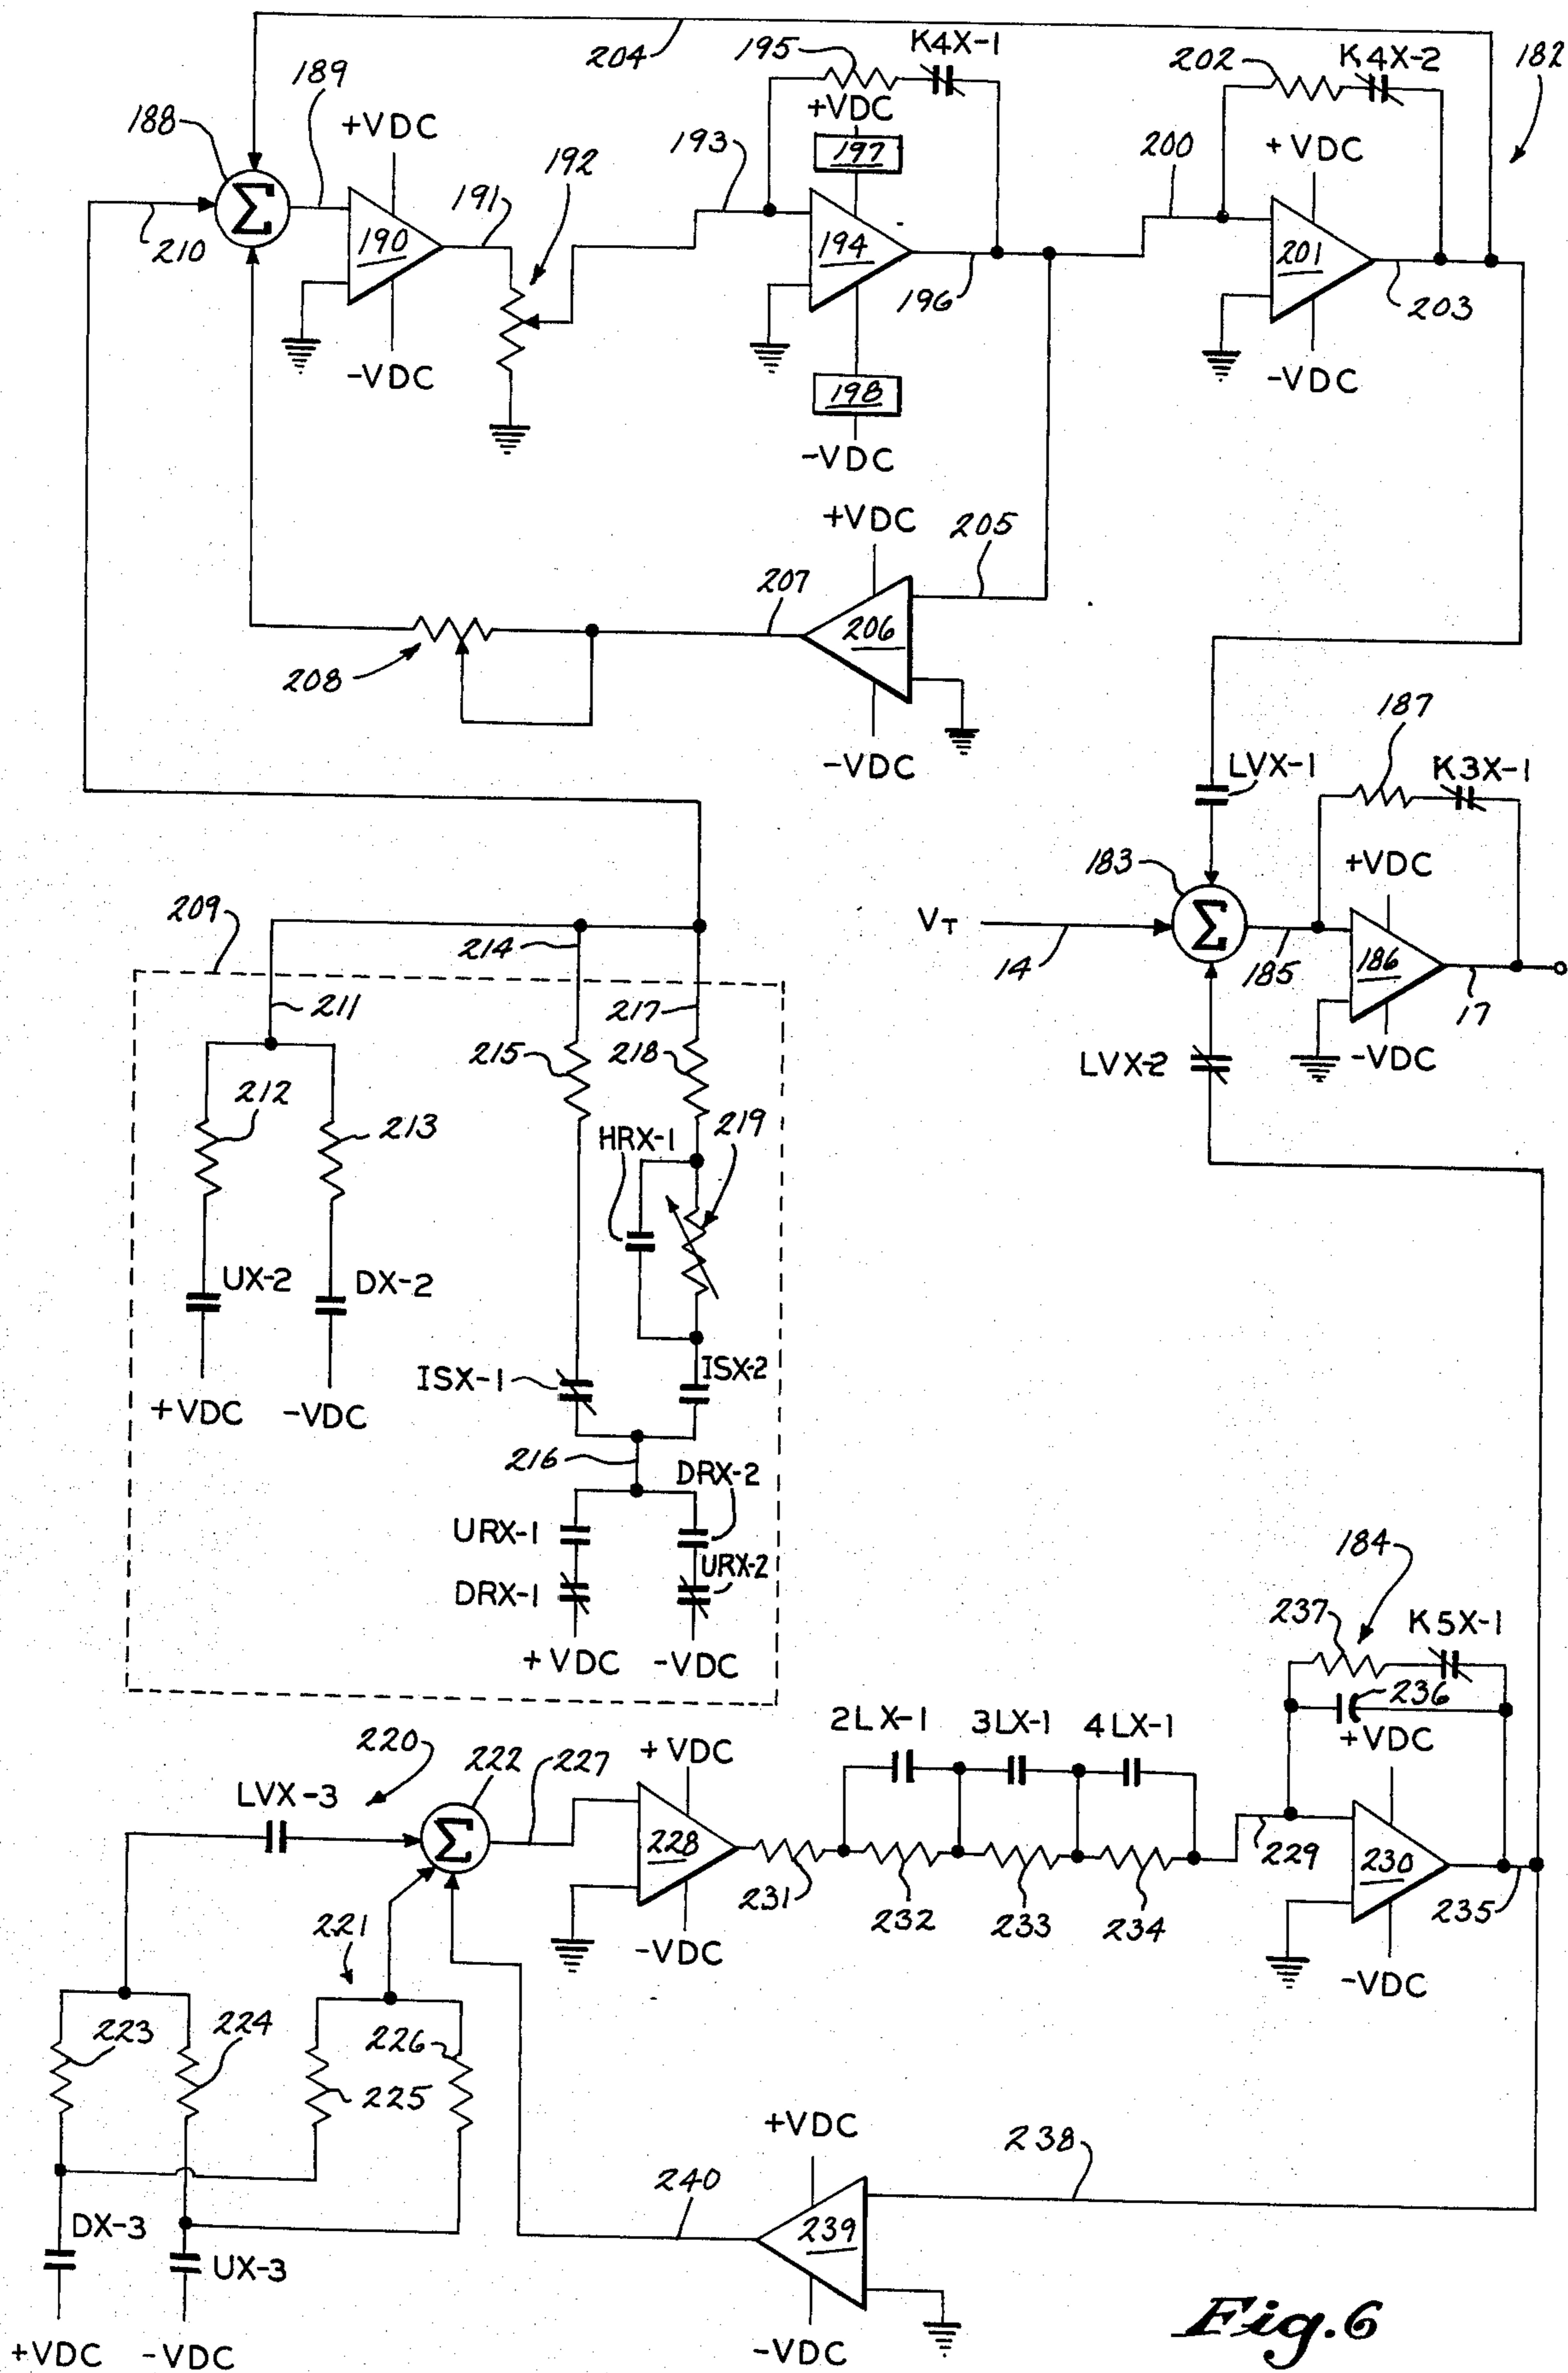 204
195
K4X-1
202
K4X-2
182
188
189
+VDC
+VDC
197
193
192
191
200
+VDC
Σ
210
190
194
201
196
203
-VDC
198
-VDC
-VDC
+VDC
205
207
206
208
-VDC
187
LVX-1
K3X-1
183
+VDC
209
VT
Σ
214
14
185
186
17
211
217
-VDC
215
218
LVX-2
212
213
HRX-1
219
UX-2
DX-2
ISX-1
ISX-2
+VDC
-VDC
216
DRX-2
URX-1
URX-2
DRX-1
184
237
K5X-1
+VDC
-VDC
236
2LX-1
3LX-1
4LX-1
+VDC
220
222
227
+VDC
LVX-3
Σ
228
229
230
231
232
233
234
235
221
-VDC
-VDC
223
224
226
225
+VDC
238
240
DX-3
239
UX-3
+VDC
-VDC
-VDC
Fig.6